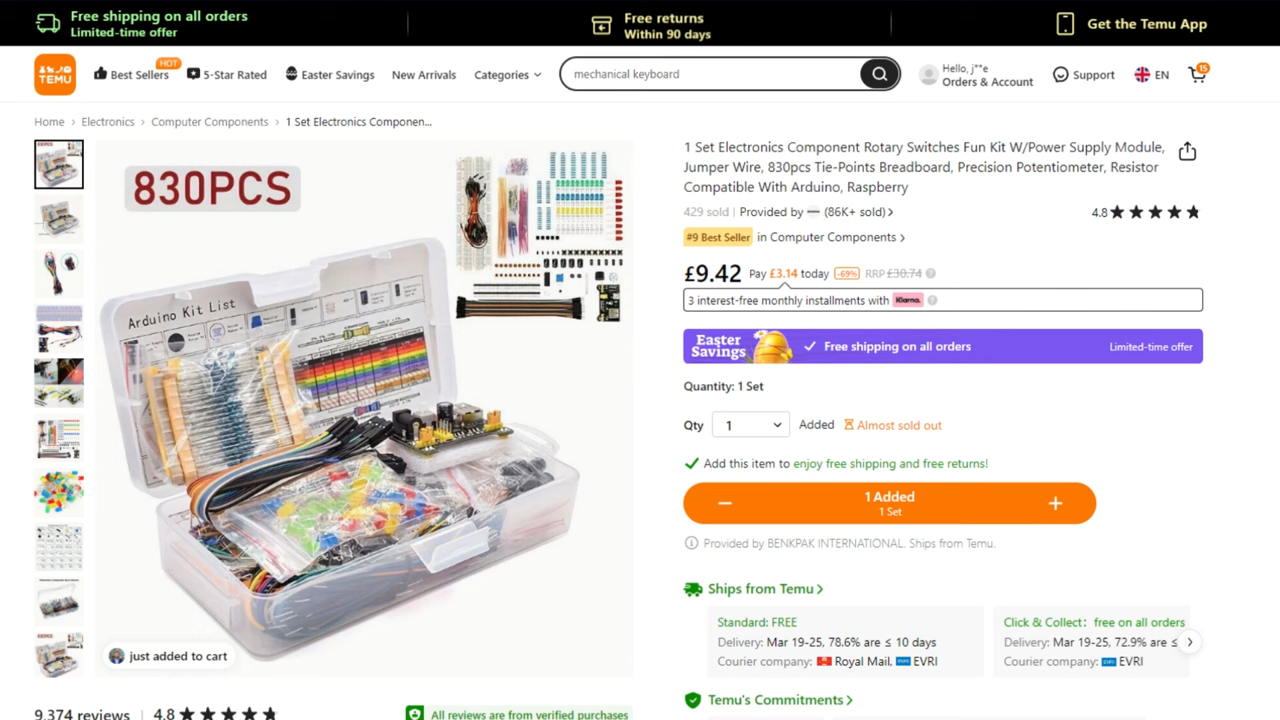 Free shipping on all orders
Limited-time offer
Free returns
Within 90 days
Get the Temu App
TEMU
Best Sellers
HOT
5-Star Rated
Easter Savings
New Arrivals
Categories
mechanical keyboard
Hello, j**e
Orders & Account
Support
EN
15
Home › Electronics › Computer Components › 1 Set Electronics Componen...
830PCS
Arduino Kit List
just added to cart
1 Set Electronics Component Rotary Switches Fun Kit W/Power Supply Module,
Jumper Wire, 830pcs Tie-Points Breadboard, Precision Potentiometer, Resistor
Compatible With Arduino, Raspberry
429 sold | Provided by (86K+ sold) ›
4.8
#9 Best Seller in Computer Components ›
£9.42 Pay £3.14 today -69% RRP £30.74
3 interest-free monthly installments with Klarna.
Easter
Savings
Free shipping on all orders
Limited-time offer
Quantity: 1 Set
Qty 1 Added Almost sold out
Add this item to enjoy free shipping and free returns!
− 1 Added +
1 Set
Provided by BENKPAK INTERNATIONAL. Ships from Temu.
Ships from Temu ›
Standard: FREE
Delivery: Mar 19-25, 78.6% are ≤ 10 days
Courier company: Royal Mail, EVRI
Click & Collect: free on all orders
Delivery: Mar 19-25, 72.9% are ≤
Courier company: EVRI
Temu's Commitments ›
9,374 reviews | 4.8
All reviews are from verified purchases